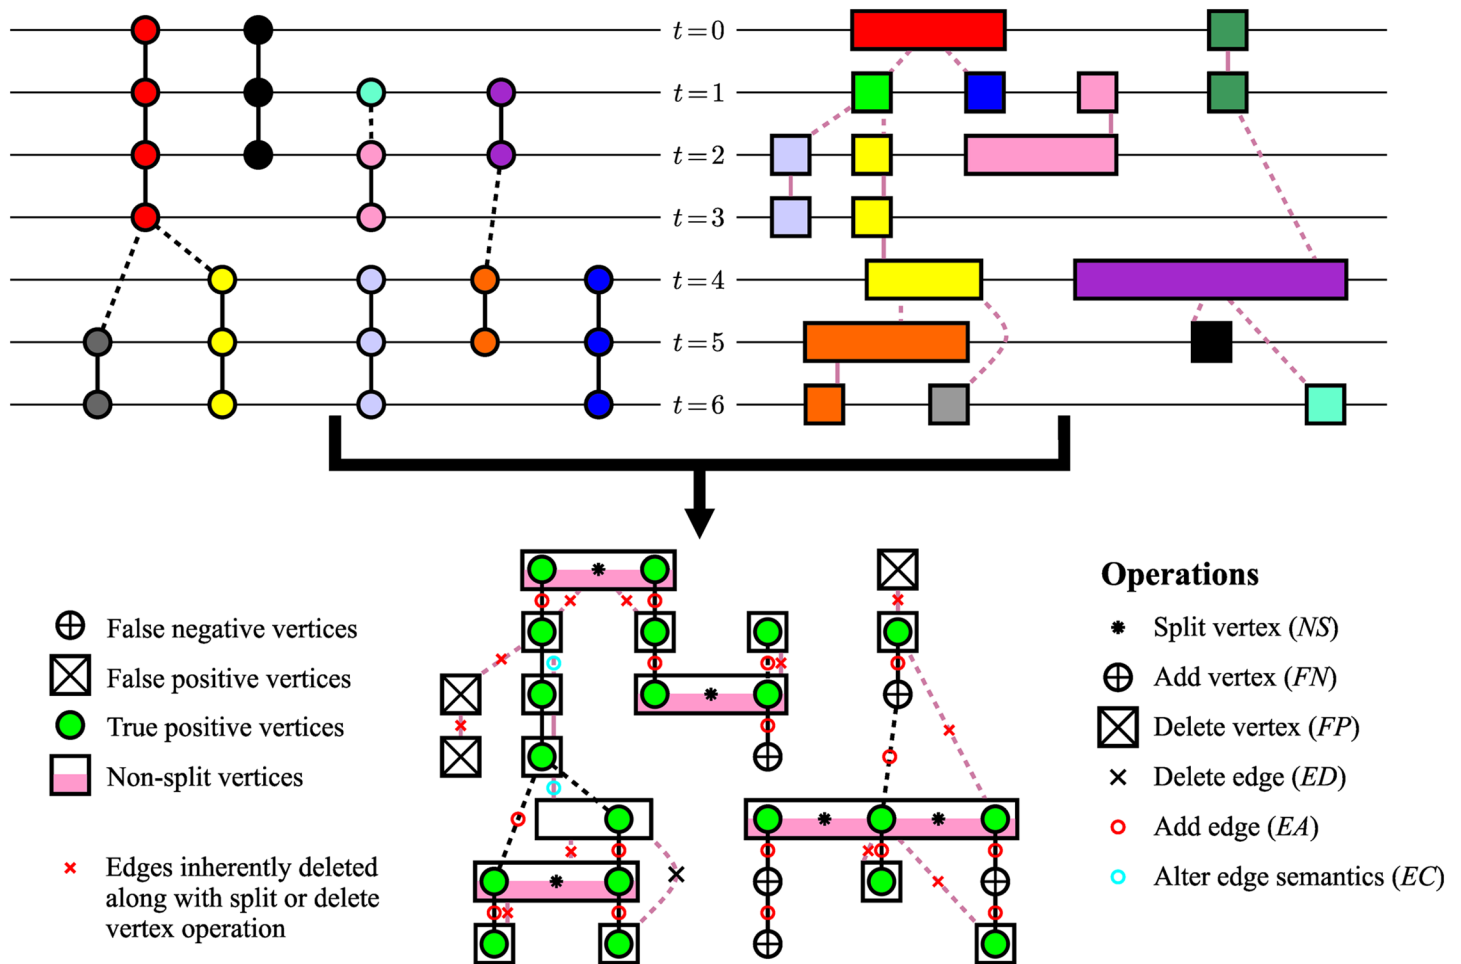 t=0
t=1
t=2
t=3
t=4
t=5
t=6
False negative vertices
False positive vertices
True positive vertices
Non-split vertices
Edges inherently deleted
along with split or delete
vertex operation
Operations
Split vertex (NS)
Add vertex (FN)
Delete vertex (FP)
Delete edge (ED)
Add edge (EA)
Alter edge semantics (EC)